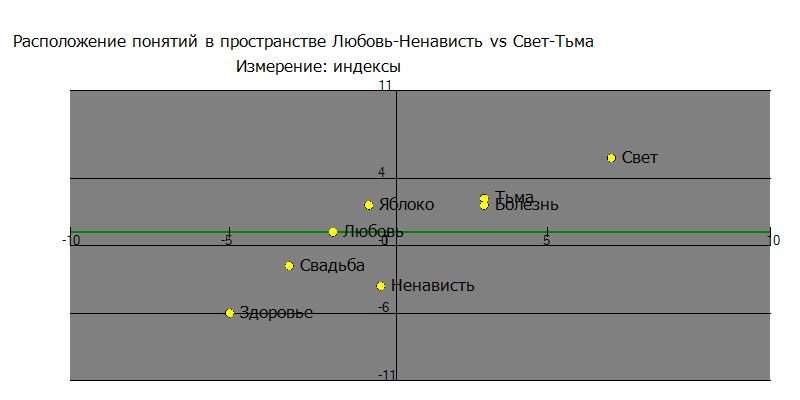 Расположение понятий в пространстве Любовь-Ненависть vs Свет-Тьма
Измерение: индексы
11
Свет
4
Тьма
Яблоко
Болезнь
Любовь
-10
-5
5
10
Свадьба
Ненависть
-6
Здоровье
-11